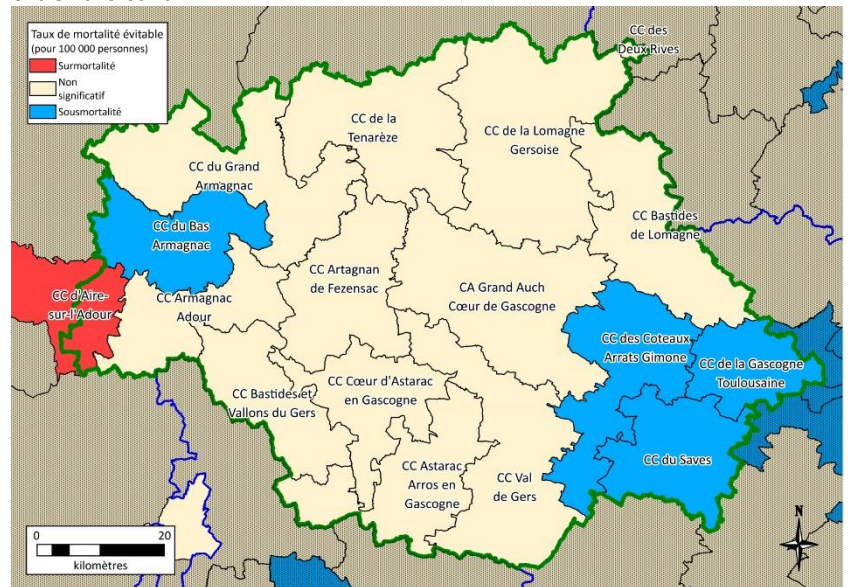 Taux de mortalité évitable
(pour 100 000 personnes)
Surmortalité
Non
significatif
Sousmortalité
CC des
Deux Rives
CC de la
Tenarèze
CC de la Lomagne
Gersoise
CC du Grand
Armagnac
CC du Bas
Armagnac
CC Bastides
de Lomagne
CC Artagnan
de Fezensac
CA Grand Auch
Cœur de Gascogne
CC d'Aire-
sur-l'Adour
CC Armagnac
Adour
CC des Coteaux
Arrats Gimone
CC de la Gascogne
Toulousaine
CC Bastides et
Vallons du Gers
CC Cœur d'Astarac
en Gascogne
CC du Saves
CC Astarac
Arros en
Gascogne
CC Val
de Gers
N
0 20
kilomètres